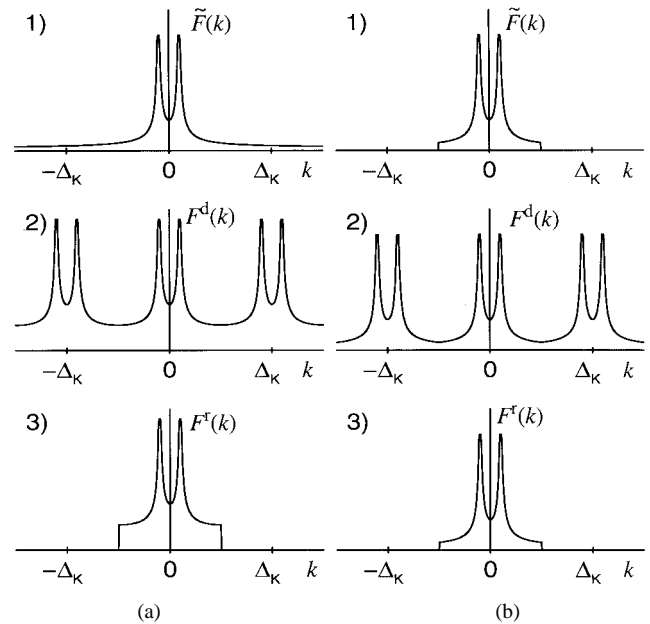 1) F̃(k) 1) F̃(k)
−Δ_K 0 Δ_K k −Δ_K 0 Δ_K k
2) F^d(k) 2) F^d(k)
−Δ_K 0 Δ_K k −Δ_K 0 Δ_K k
3) F^r(k) 3) F^r(k)
−Δ_K 0 Δ_K k −Δ_K 0 Δ_K k
(a) (b)